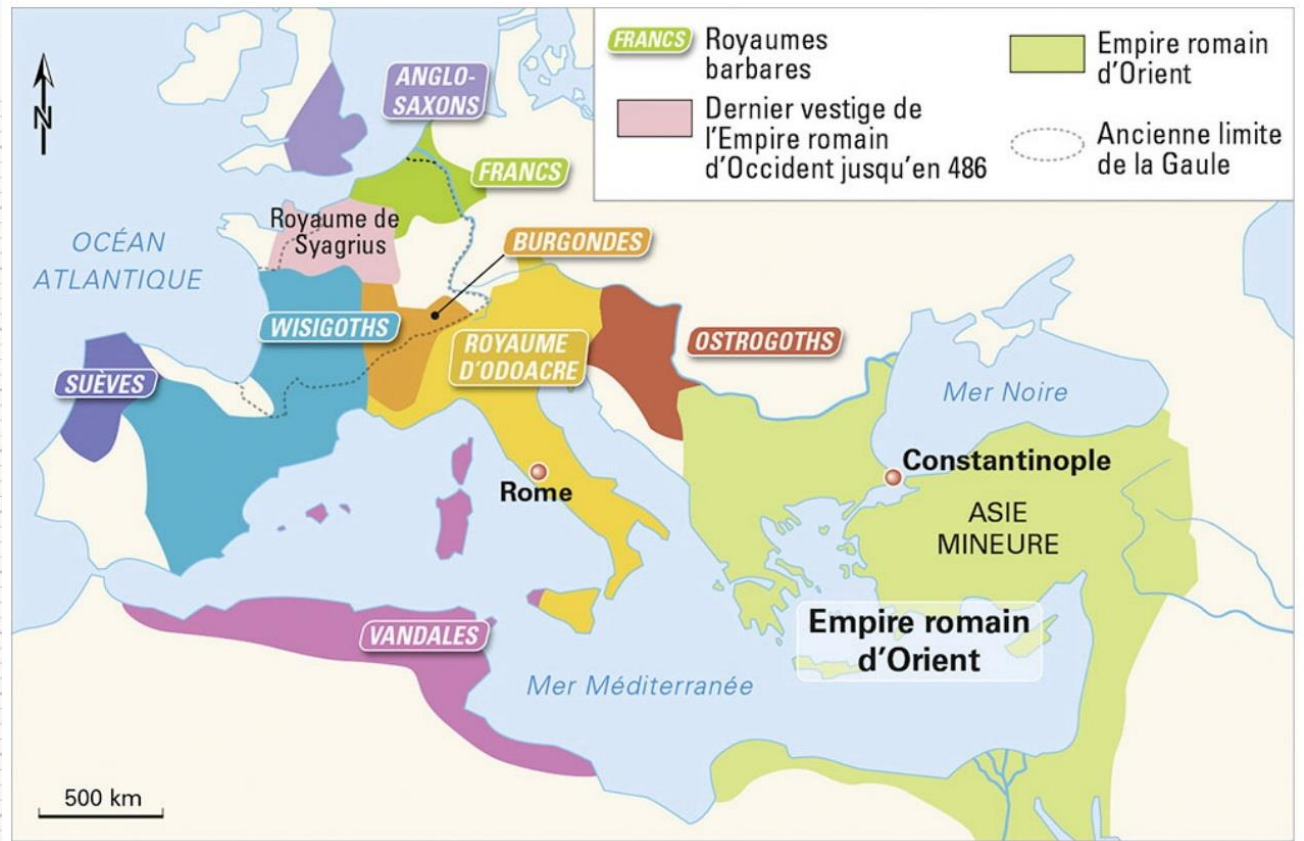 FRANCS
Royaumes
barbares
Dernier vestige de
l'Empire romain
d'Occident jusqu'en 486
Empire romain
d'Orient
Ancienne limite
de la Gaule
N
ANGLO-
SAXONS
FRANCS
Royaume de
Syagrius
BURGONDES
OCÉAN
ATLANTIQUE
WISIGOTHS
ROYAUME
D'ODOACRE
OSTROGOTHS
SUÈVES
Mer Noire
Constantinople
Rome
ASIE
MINEURE
VANDALES
Empire romain
d'Orient
Mer Méditerranée
500 km